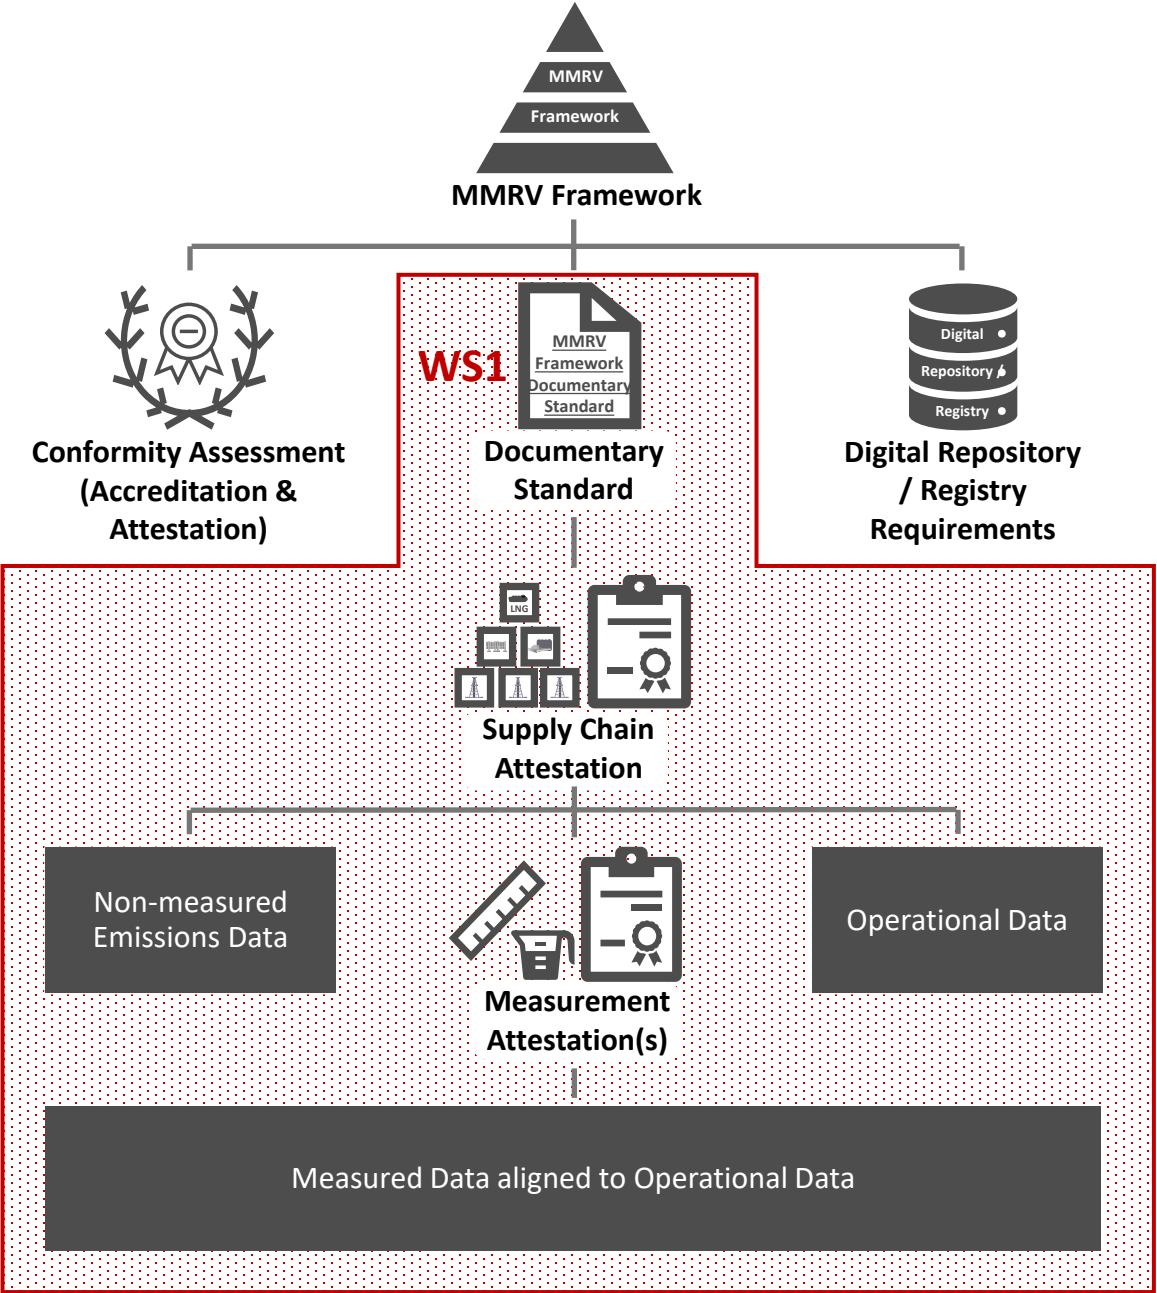 MMRV
Framework
MMRV Framework
WS1
MMRV
Framework
Documentary
Standard
Digital
Repository /
Registry
Conformity Assessment
(Accreditation &
Attestation)
Documentary
Standard
Digital Repository
/ Registry
Requirements
LNG
Supply Chain
Attestation
Non-measured
Emissions Data
Operational Data
Measurement
Attestation(s)
Measured Data aligned to Operational Data